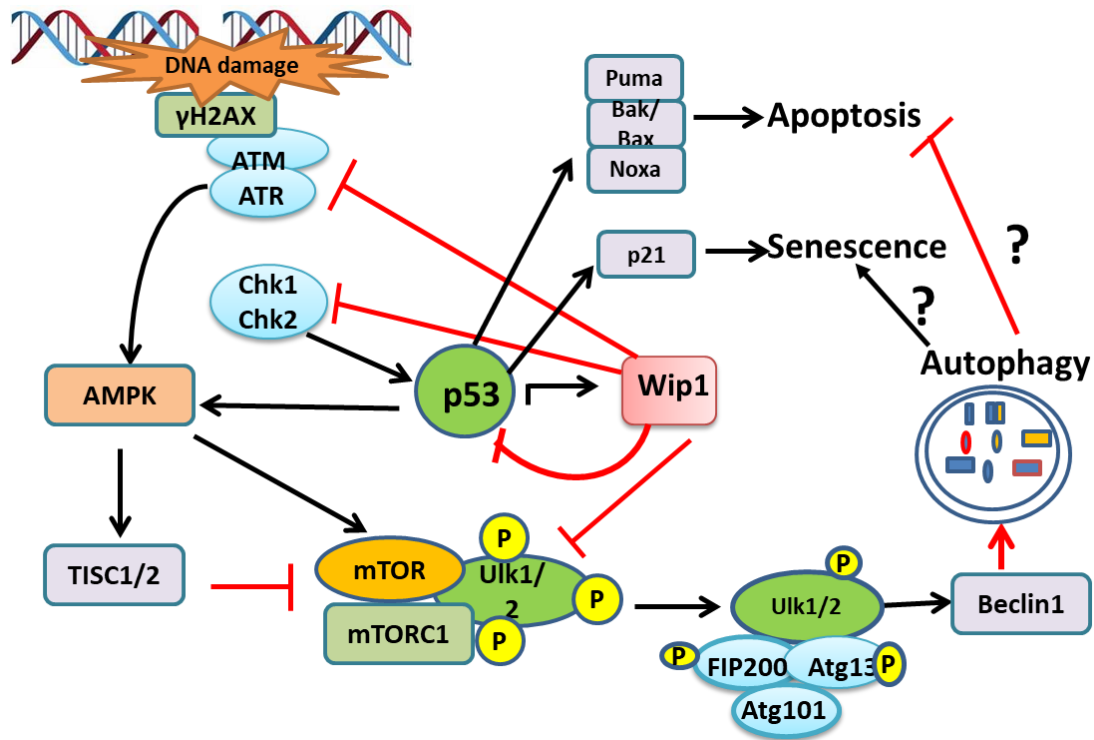 DNA damage
γH2AX
ATM
ATR
Puma
Bak/
Bax
Noxa
Apoptosis
p21
Senescence
?
?
Chk1
Chk2
AMPK
p53
Wip1
Autophagy
TISC1/2
mTOR
mTORC1
Ulk1/
2
P
P
P
Ulk1/2
P
FIP200
P
Atg13
P
Atg101
Beclin1